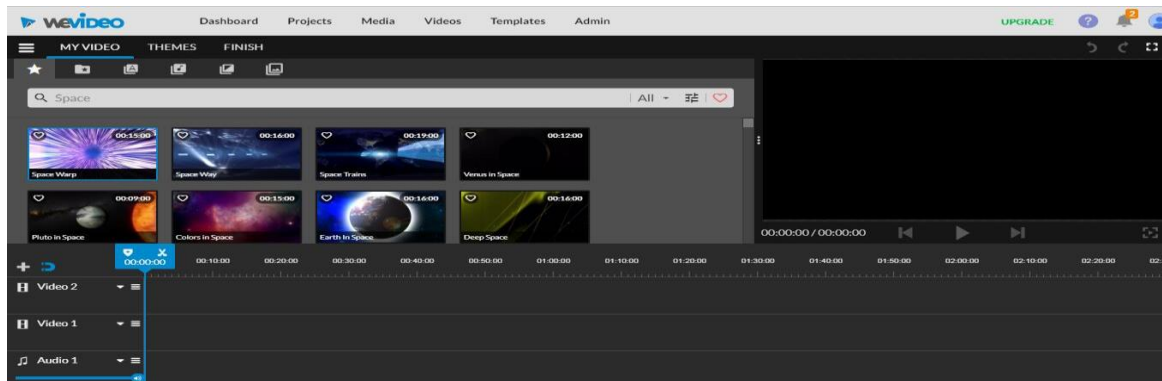 WeVideo Dashboard Projects Media Videos Templates Admin UPGRADE ? 2
MY VIDEO THEMES FINISH
Space All
00:15:00 00:16:00 00:19:00 00:12:00
Space Warp Space Way Space Trains Venus in Space
00:09:00 00:15:00 00:16:00 00:16:00
Pluto in Space Colors in Space Earth In Space Deep Space
00:00:00 / 00:00:00
00:00:00 00:10:00 00:20:00 00:30:00 00:40:00 00:50:00 01:00:00 01:10:00 01:20:00 01:30:00 01:40:00 01:50:00 02:00:00 02:10:00 02:20:00 02:
Video 2
Video 1
Audio 1